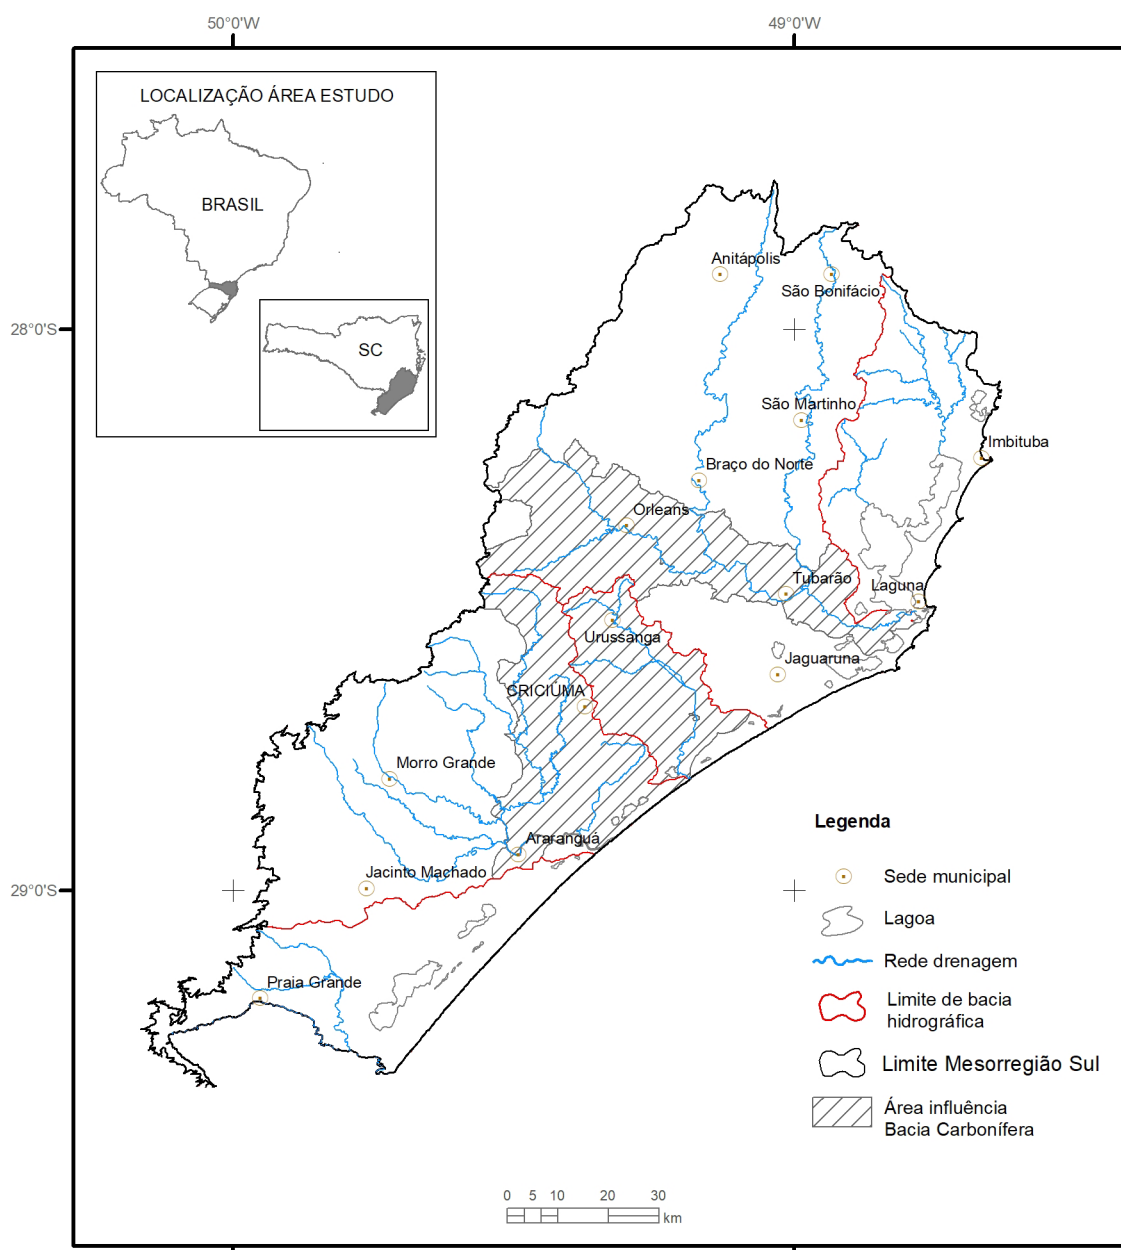 50°0'W
49°0'W
LOCALIZAÇÃO ÁREA ESTUDO
BRASIL
SC
28°0'S
29°0'S
Anitápolis
São Bonifácio
São Martinho
Imbituba
Braço do Norte
Orleans
Tubarão
Laguna
Urussanga
Jaguaruna
CRICIÚMA
Morro Grande
Araranguá
Jacinto Machado
Praia Grande
Legenda
Sede municipal
Lagoa
Rede drenagem
Limite de bacia
hidrográfica
Limite Mesorregião Sul
Área influência
Bacia Carbonífera
0 5 10 20 30
km